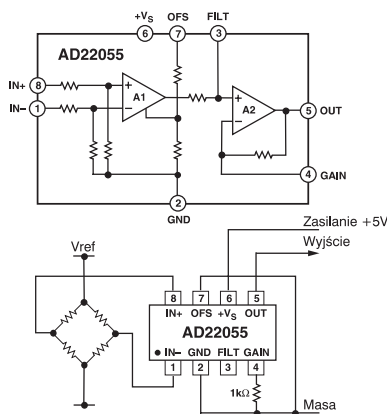 +VS OFS FILT
6 7 3
AD22055
IN+ 8
IN− 1
A1
A2
5 OUT
4 GAIN
2
GND
Zasilanie +5V
Wyjście
Vref
8 7 6 5
IN+ OFS +VS OUT
AD22055
IN− GND FILT GAIN
1 2 3 4
1kΩ
Masa